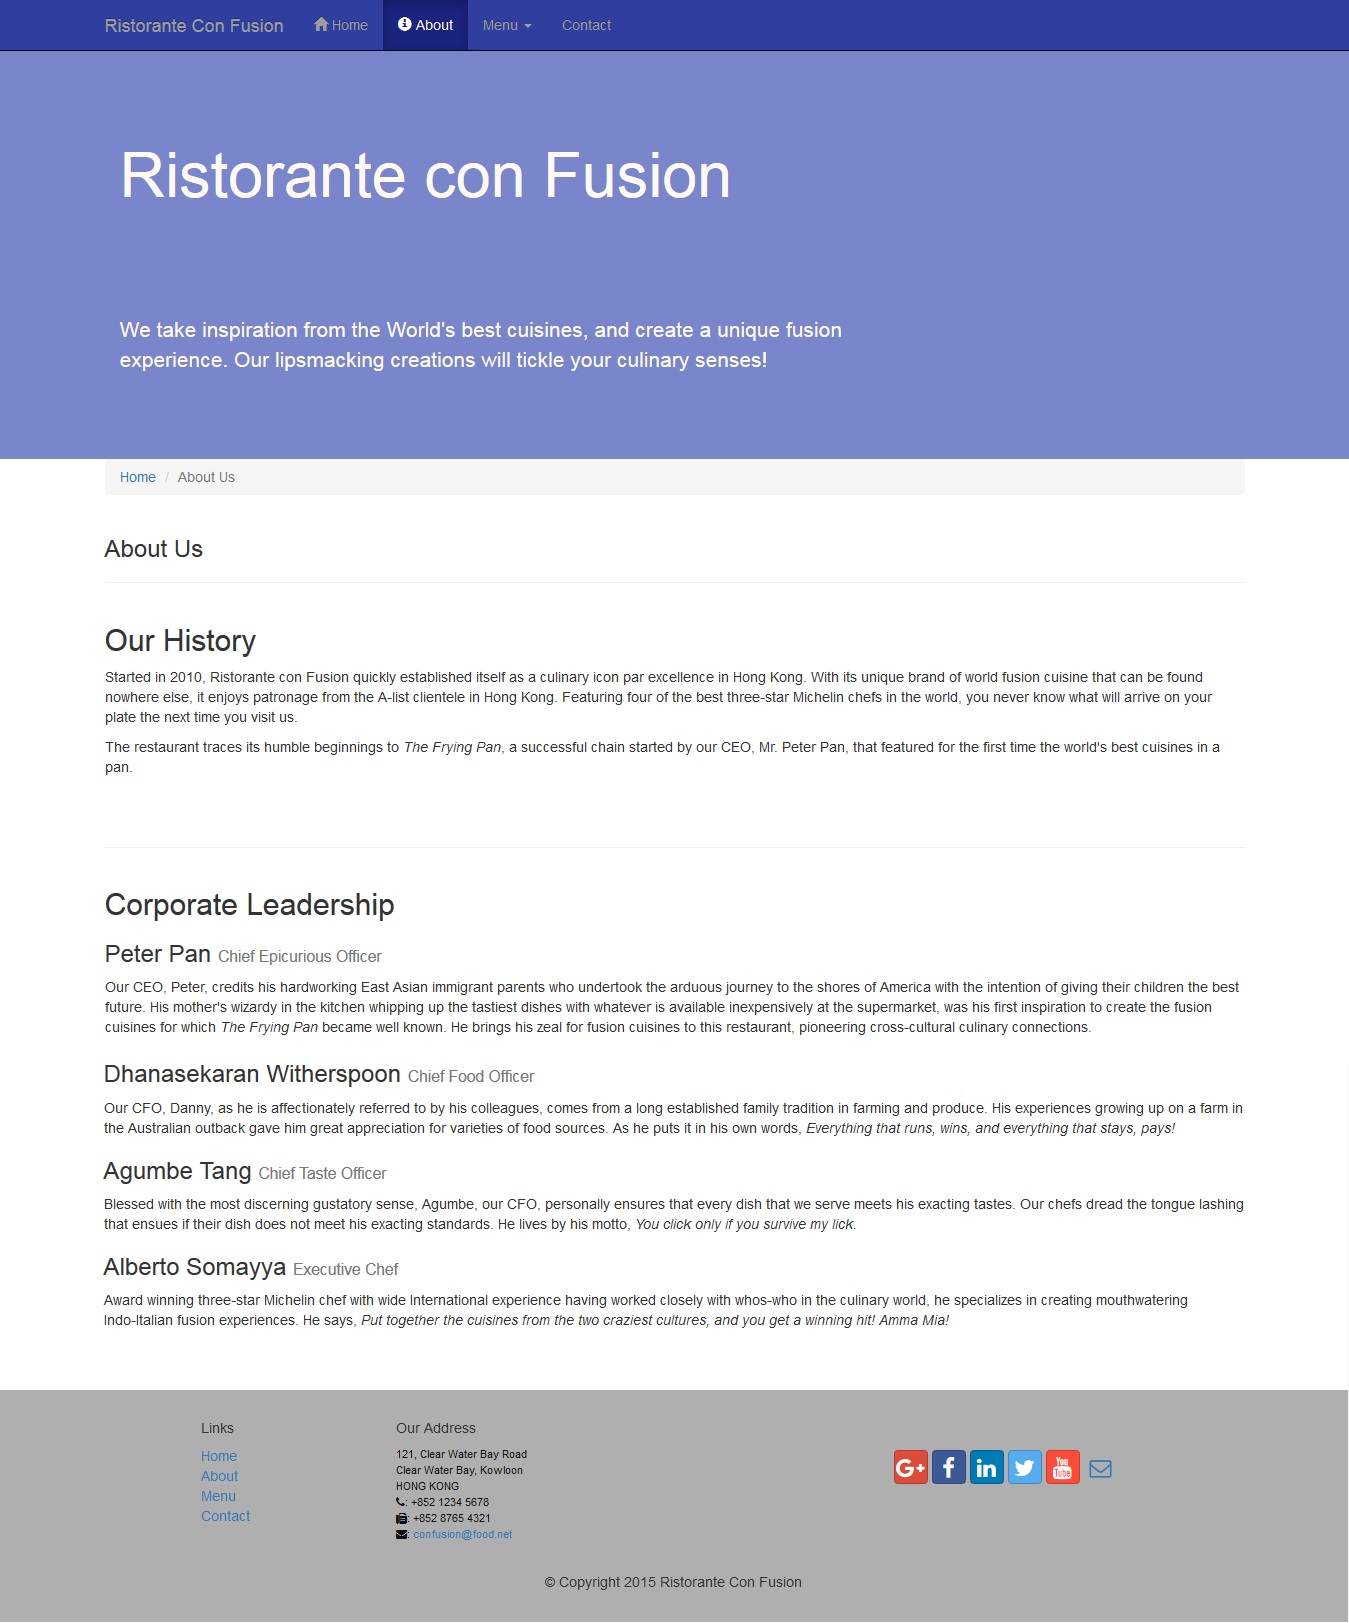 Ristorante Con Fusion Home About Menu Contact
Ristorante con Fusion
We take inspiration from the World's best cuisines, and create a unique fusion
experience. Our lipsmacking creations will tickle your culinary senses!
Home / About Us
About Us
Our History
Started in 2010, Ristorante con Fusion quickly established itself as a culinary icon par excellence in Hong Kong. With its unique brand of world fusion cuisine that can be found
nowhere else, it enjoys patronage from the A-list clientele in Hong Kong. Featuring four of the best three-star Michelin chefs in the world, you never know what will arrive on your
plate the next time you visit us.
The restaurant traces its humble beginnings to The Frying Pan, a successful chain started by our CEO, Mr. Peter Pan, that featured for the first time the world's best cuisines in a
pan.
Corporate Leadership
Peter Pan Chief Epicurious Officer
Our CEO, Peter, credits his hardworking East Asian immigrant parents who undertook the arduous journey to the shores of America with the intention of giving their children the best
future. His mother's wizardy in the kitchen whipping up the tastiest dishes with whatever is available inexpensively at the supermarket, was his first inspiration to create the fusion
cuisines for which The Frying Pan became well known. He brings his zeal for fusion cuisines to this restaurant, pioneering cross-cultural culinary connections.
Dhanasekaran Witherspoon Chief Food Officer
Our CFO, Danny, as he is affectionately referred to by his colleagues, comes from a long established family tradition in farming and produce. His experiences growing up on a farm in
the Australian outback gave him great appreciation for varieties of food sources. As he puts it in his own words, Everything that runs, wins, and everything that stays, pays!
Agumbe Tang Chief Taste Officer
Blessed with the most discerning gustatory sense, Agumbe, our CFO, personally ensures that every dish that we serve meets his exacting tastes. Our chefs dread the tongue lashing
that ensues if their dish does not meet his exacting standards. He lives by his motto, You click only if you survive my lick.
Alberto Somayya Executive Chef
Award winning three-star Michelin chef with wide International experience having worked closely with whos-who in the culinary world, he specializes in creating mouthwatering
Indo-Italian fusion experiences. He says, Put together the cuisines from the two craziest cultures, and you get a winning hit! Amma Mia!
Links
Home
About
Menu
Contact
Our Address
121, Clear Water Bay Road
Clear Water Bay, Kowloon
HONG KONG
: +852 1234 5678
: +852 8765 4321
: confusion@food.net
G+ f in You Tube
© Copyright 2015 Ristorante Con Fusion